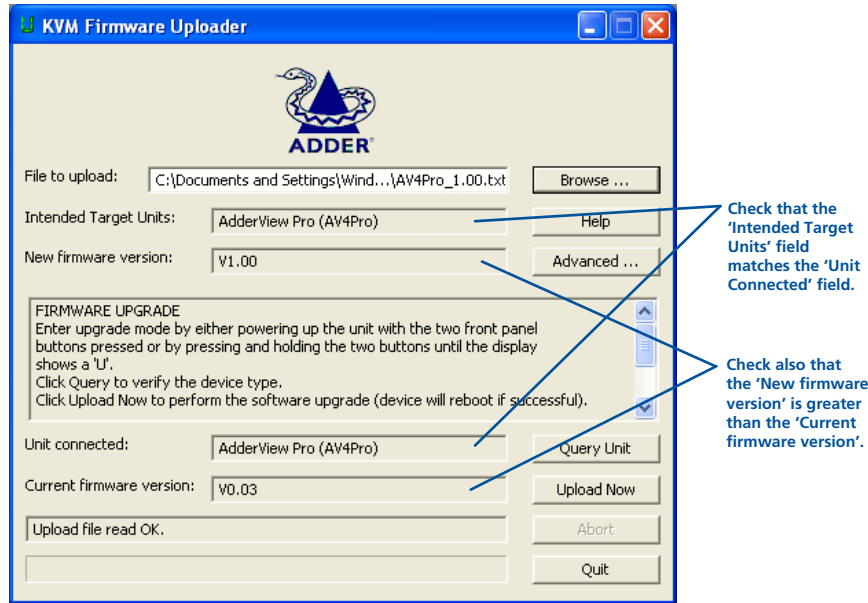 KVM Firmware Uploader
ADDER®
File to upload:
C:\Documents and Settings\Wind...\AV4Pro_1.00.txt
Browse ...
Intended Target Units:
AdderView Pro (AV4Pro)
Help
New firmware version:
V1.00
Advanced ...
FIRMWARE UPGRADE
Enter upgrade mode by either powering up the unit with the two front panel
buttons pressed or by pressing and holding the two buttons until the display
shows a 'U'.
Click Query to verify the device type.
Click Upload Now to perform the software upgrade (device will reboot if successful).
Unit connected:
AdderView Pro (AV4Pro)
Query Unit
Current firmware version:
V0.03
Upload Now
Upload file read OK.
Abort
Quit
Check that the
‘Intended Target
Units’ field
matches the ‘Unit
Connected’ field.
Check also that
the ‘New firmware
version’ is greater
than the ‘Current
firmware version’.